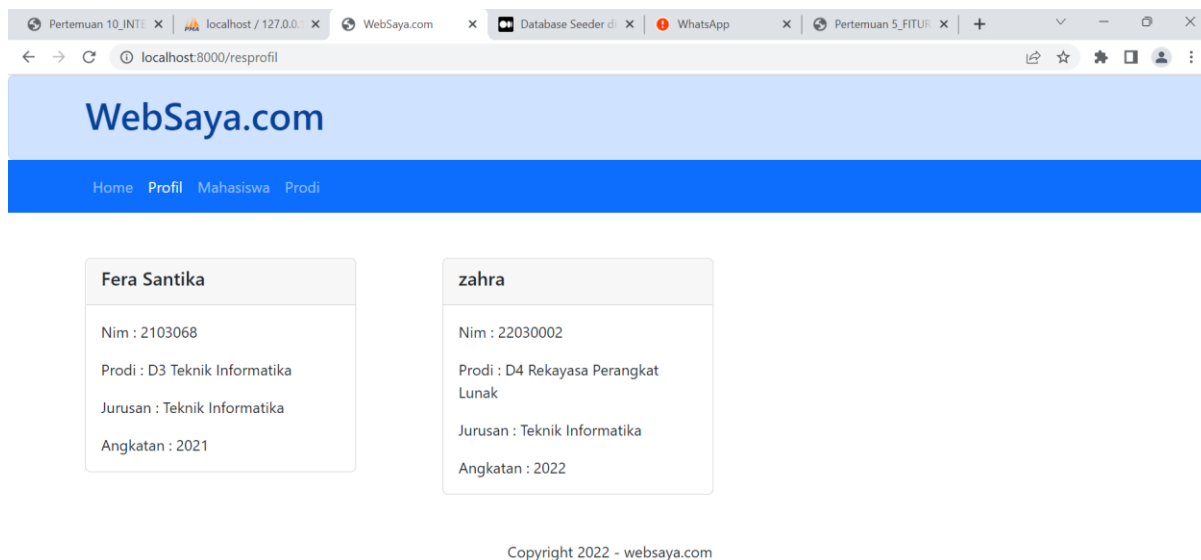 Pertemuan 10_INTE
localhost / 127.0.0.1
WebSaya.com
Database Seeder di
WhatsApp
Pertemuan 5_FITUR
localhost:8000/resprofil
WebSaya.com
Home Profil Mahasiswa Prodi
Fera Santika
Nim : 2103068
Prodi : D3 Teknik Informatika
Jurusan : Teknik Informatika
Angkatan : 2021
zahra
Nim : 22030002
Prodi : D4 Rekayasa Perangkat
Lunak
Jurusan : Teknik Informatika
Angkatan : 2022
Copyright 2022 - websaya.com